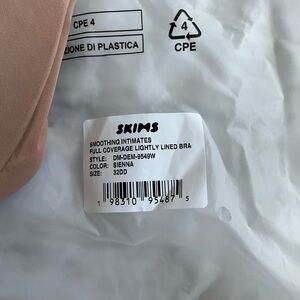 CPE 4
ZIONE DI PLASTICA
4
CPE
SKIMS
SMOOTHING INTIMATES
FULL COVERAGE LIGHTLY LINED BRA
STYLE: DM-DEM-9549W
COLOR: SIENNA
SIZE: 32DD
1 98310 95487 5